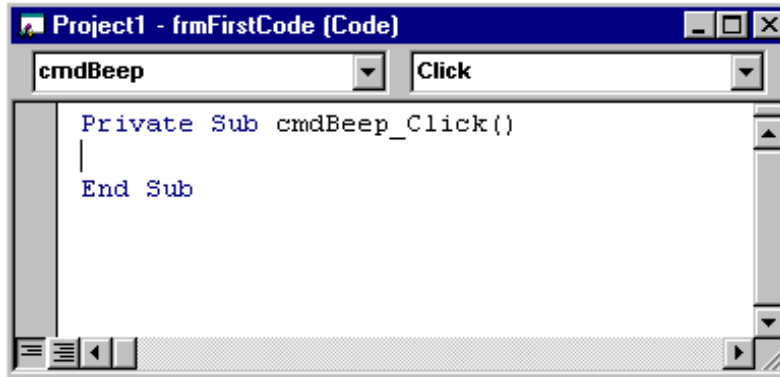 Project1 - frmFirstCode (Code)
cmdBeep Click
Private Sub cmdBeep_Click()
End Sub